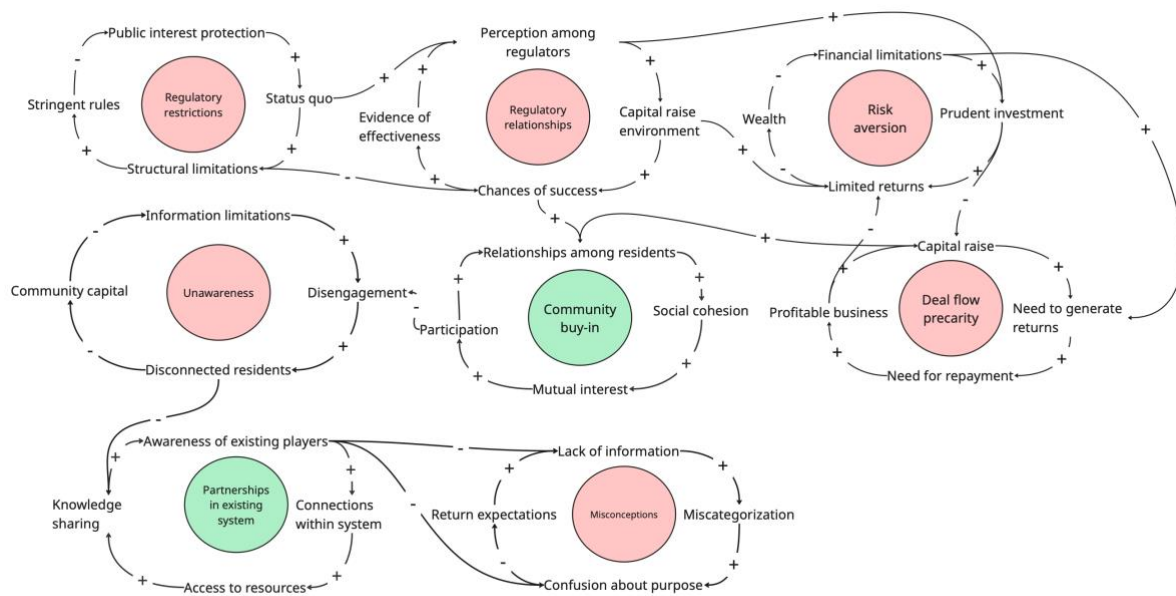 Public interest protection
Stringent rules
Regulatory
restrictions
Status quo
Structural limitations
+
+
+
-
+
-
Perception among
regulators
Evidence of
effectiveness
Regulatory
relationships
Capital raise
environment
Chances of success
+
+
+
+
+
+
+
Financial limitations
Wealth
Risk
aversion
Prudent investment
Limited returns
-
+
+
-
+
-
-
Information limitations
Community capital
Unawareness
Disengagement
Disconnected residents
-
+
+
-
-
-
Relationships among residents
Participation
Community
buy-in
Social cohesion
Mutual interest
+
+
+
+
+
Capital raise
Profitable business
Deal flow
precarity
Need to generate
returns
Need for repayment
+
+
+
+
+
-
Awareness of existing players
Knowledge
sharing
Partnerships
in existing
system
Connections
within system
Access to resources
+
+
+
+
-
-
Lack of information
Return expectations
Misconceptions
Miscategorization
Confusion about purpose
+
+
+
-